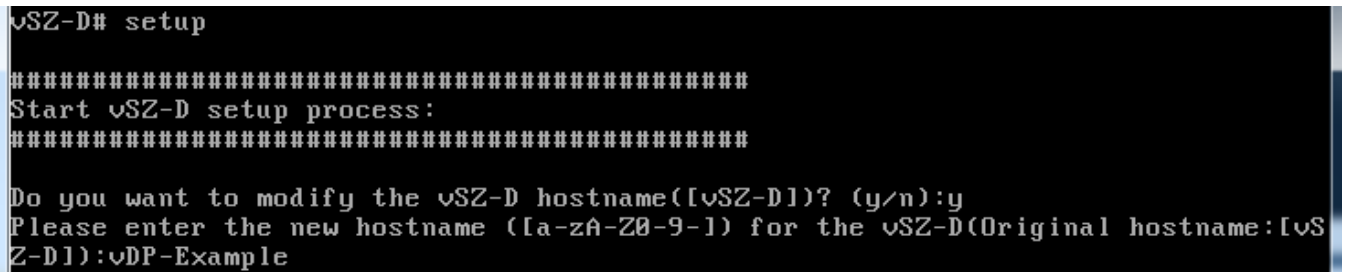 vSZ-D# setup
#############################################
Start vSZ-D setup process:
#############################################
Do you want to modify the vSZ-D hostname([vSZ-D])? (y/n):y
Please enter the new hostname ([a-zA-Z0-9-]) for the vSZ-D(Original hostname:[vS
Z-D]):vDP-Example